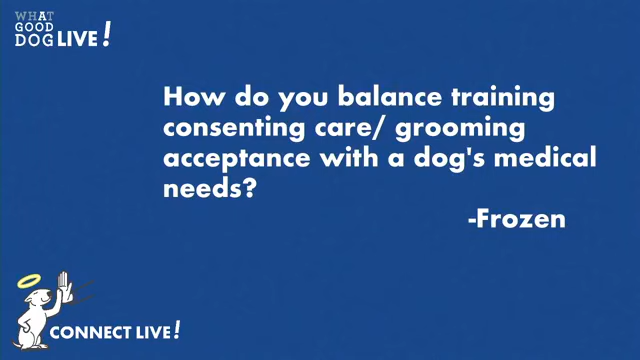 WHAT
GOOD
DOG LIVE!
How do you balance training
consenting care/ grooming
acceptance with a dog's medical
needs?
-Frozen
CONNECT LIVE!